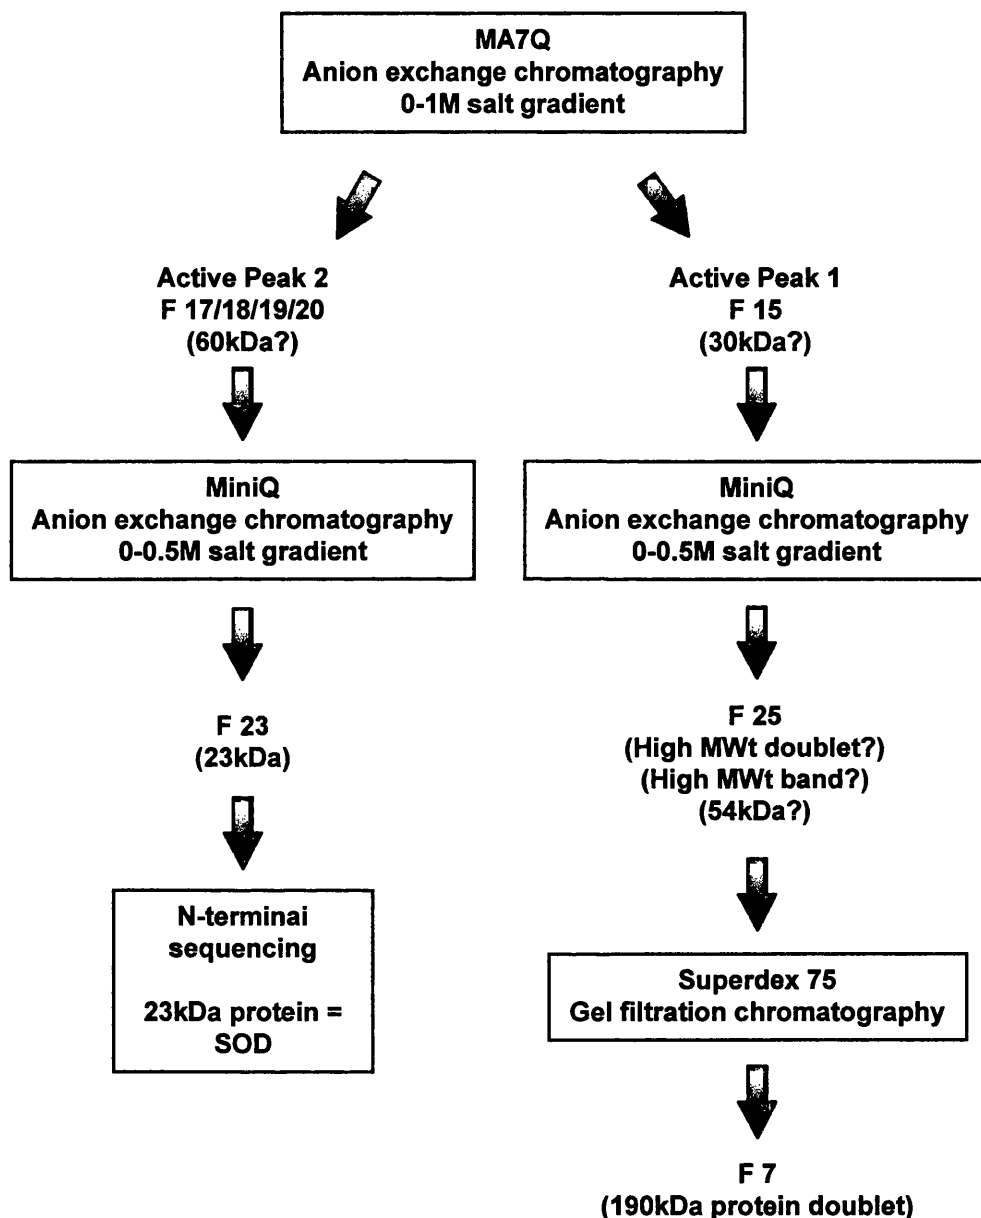 MA7Q
Anion exchange chromatography
0-1M salt gradient
Active Peak 2
F 17/18/19/20
(60kDa?)
Active Peak 1
F 15
(30kDa?)
MiniQ
Anion exchange chromatography
0-0.5M salt gradient
MiniQ
Anion exchange chromatography
0-0.5M salt gradient
F 23
(23kDa)
F 25
(High MWt doublet?)
(High MWt band?)
(54kDa?)
N-terminai
sequencing
23kDa protein =
SOD
Superdex 75
Gel filtration chromatography
F 7
(190kDa protein doublet)